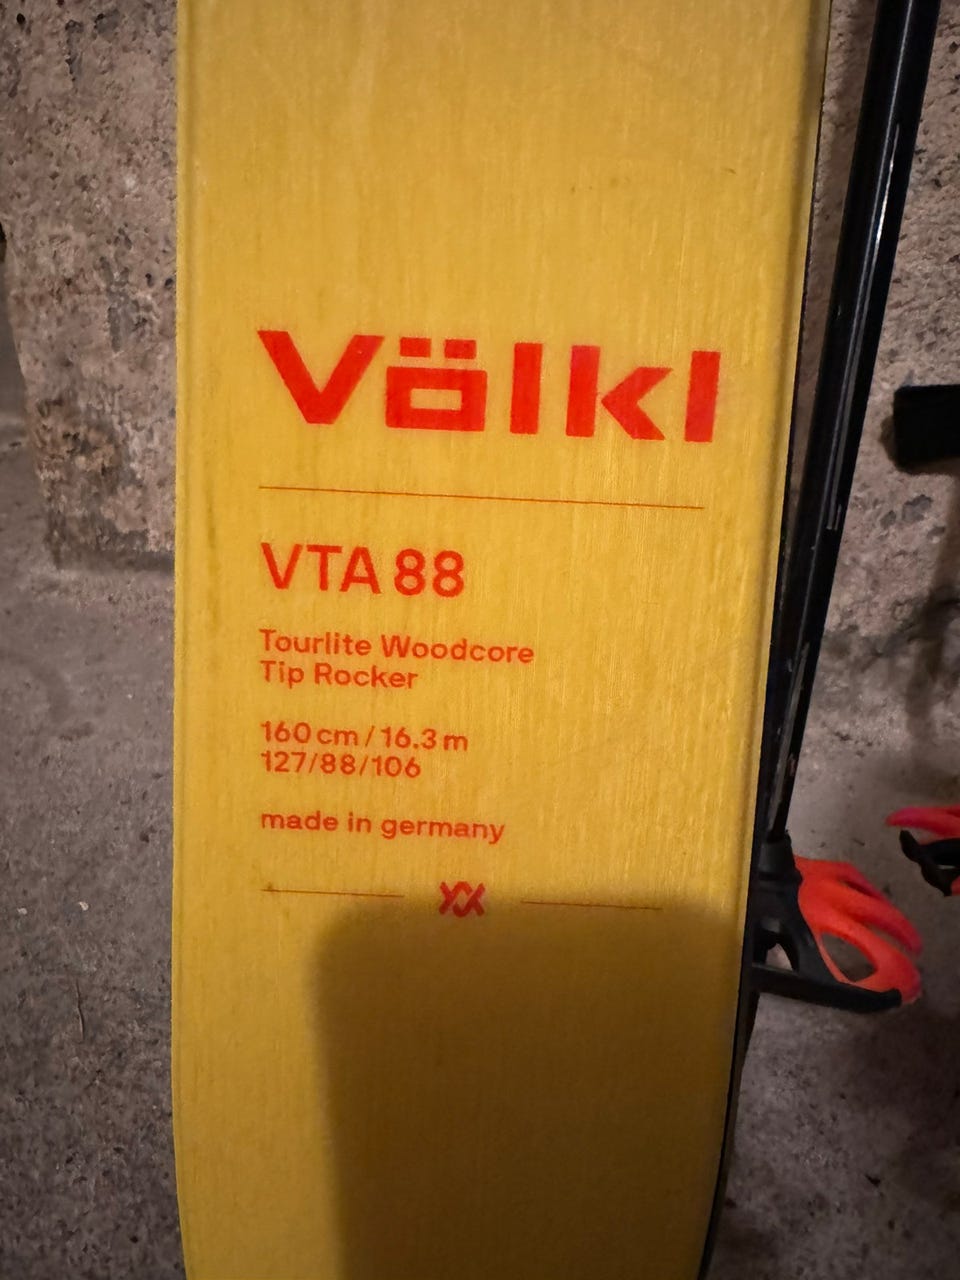 Völkl
VTA 88
Tourlite Woodcore
Tip Rocker
160 cm / 16.3 m
127/88/106
made in germany